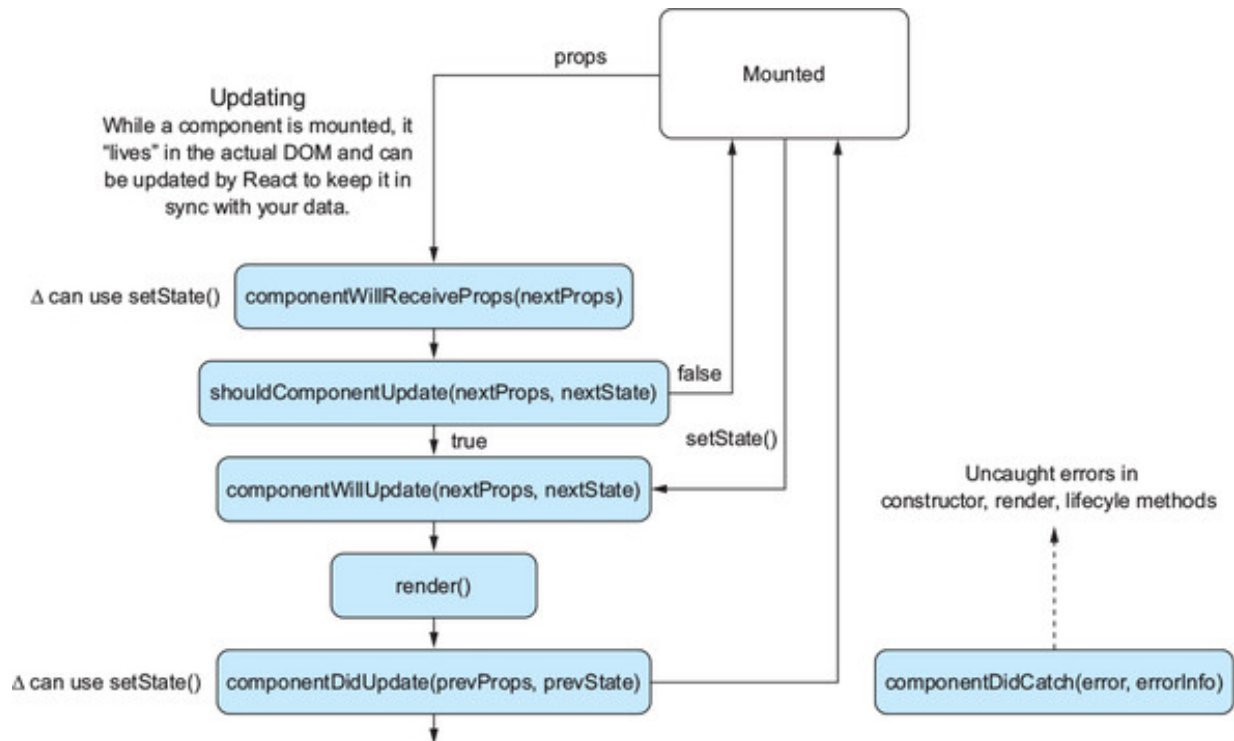 props
Mounted
Updating
While a component is mounted, it
“lives” in the actual DOM and can
be updated by React to keep it in
sync with your data.
Δ can use setState()
componentWillReceiveProps(nextProps)
shouldComponentUpdate(nextProps, nextState)
false
true
setState()
componentWillUpdate(nextProps, nextState)
Uncaught errors in
constructor, render, lifecyle methods
render()
Δ can use setState()
componentDidUpdate(prevProps, prevState)
componentDidCatch(error, errorInfo)